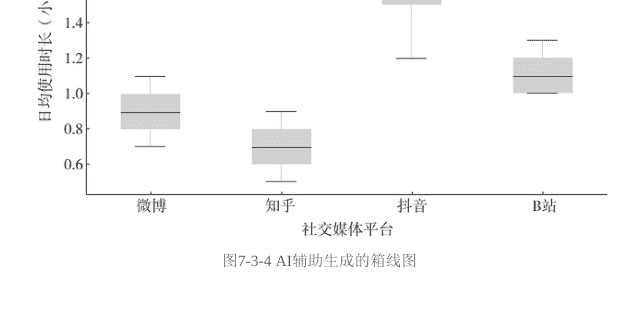 日均使用时长（小
1.4
1.2
1.0
0.8
0.6
微博 知乎 抖音 B站
社交媒体平台
图7-3-4 AI辅助生成的箱线图